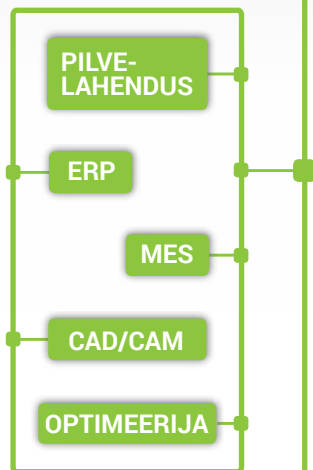 PILVE-
LAHENDUS
ERP
MES
CAD/CAM
OPTIMEERIJA